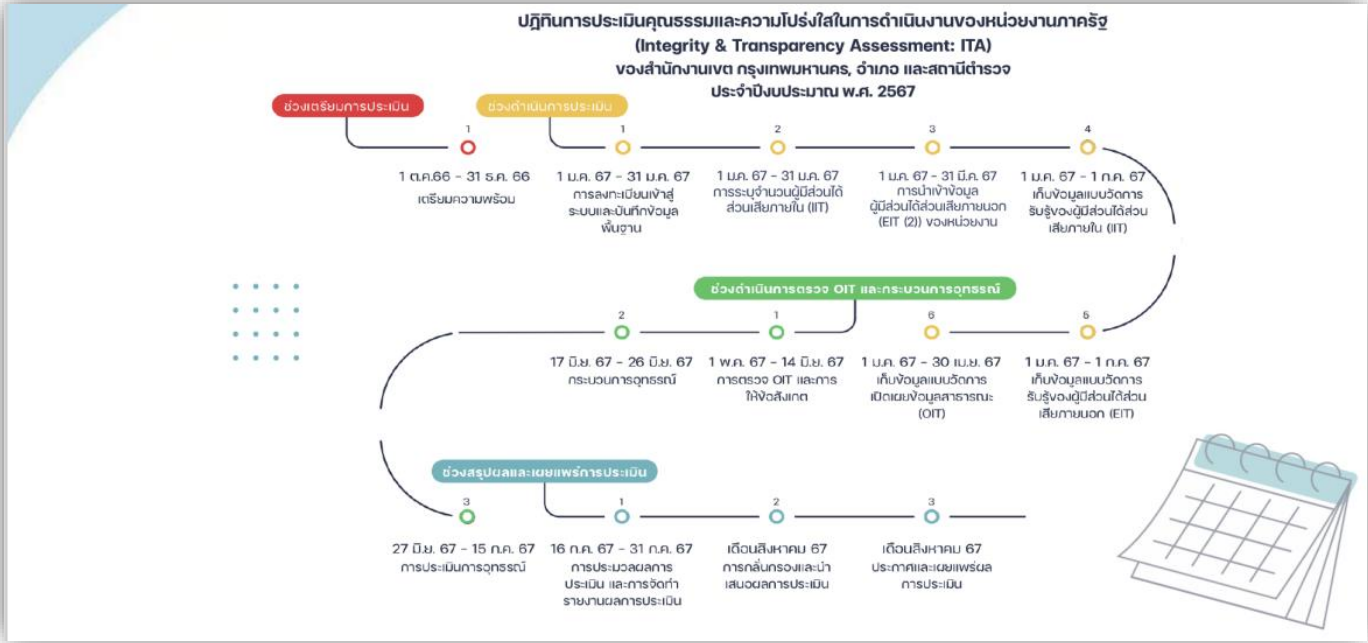 ปฏิทินการประเมินคุณธรรมและความโปร่งใสในการดำเนินงานของหน่วยงานภาครัฐ
(Integrity & Transparency Assessment: ITA)
ของสำนักงานเขต กรุงเทพมหานคร, อำเภอ และสถานีตำรวจ
ประจำปีงบประมาณ พ.ศ. 2567
ช่วงเตรียมการประเมิน
1
1 ต.ค.66 - 31 ธ.ค. 66
เตรียมความพร้อม
ช่วงดำเนินการประเมิน
1
1 ม.ค. 67 - 31 ม.ค. 67
การลงทะเบียนเข้าสู่
ระบบและบันทึกข้อมูล
พื้นฐาน
2
1 ม.ค. 67 - 31 ม.ค. 67
การระบุจำนวนผู้มีส่วนได้
ส่วนเสียภายใน (IIT)
3
1 ม.ค. 67 - 31 มี.ค. 67
การนำเข้าข้อมูล
ผู้มีส่วนได้ส่วนเสียภายนอก
(EIT (2)) ของหน่วยงาน
4
1 ม.ค. 67 - 1 ก.ค. 67
เก็บข้อมูลแบบวัดการ
รับรู้ของผู้มีส่วนได้ส่วน
เสียภายใน (IIT)
5
1 ม.ค. 67 - 1 ก.ค. 67
เก็บข้อมูลแบบวัดการ
รับรู้ของผู้มีส่วนได้ส่วน
เสียภายนอก (EIT)
6
1 ม.ค. 67 - 30 เม.ย. 67
เก็บข้อมูลแบบวัดการ
เปิดเผยข้อมูลสาธารณะ
(OIT)
ช่วงดำเนินการตรวจ OIT และกระบวนการอุทธรณ์
1
1 พ.ค. 67 - 14 มิ.ย. 67
การตรวจ OIT และการ
ให้ข้อสังเกต
2
17 มิ.ย. 67 - 26 มิ.ย. 67
กระบวนการอุทธรณ์
3
27 มิ.ย. 67 - 15 ก.ค. 67
การประเมินการอุทธรณ์
ช่วงสรุปผลและเผยแพร่การประเมิน
1
16 ก.ค. 67 - 31 ก.ค. 67
การประมวลผลการ
ประเมิน และการจัดทำ
รายงานผลการประเมิน
2
เดือนสิงหาคม 67
การกลั่นกรองและนำ
เสนอผลการประเมิน
3
เดือนสิงหาคม 67
ประกาศและเผยแพร่ผล
การประเมิน